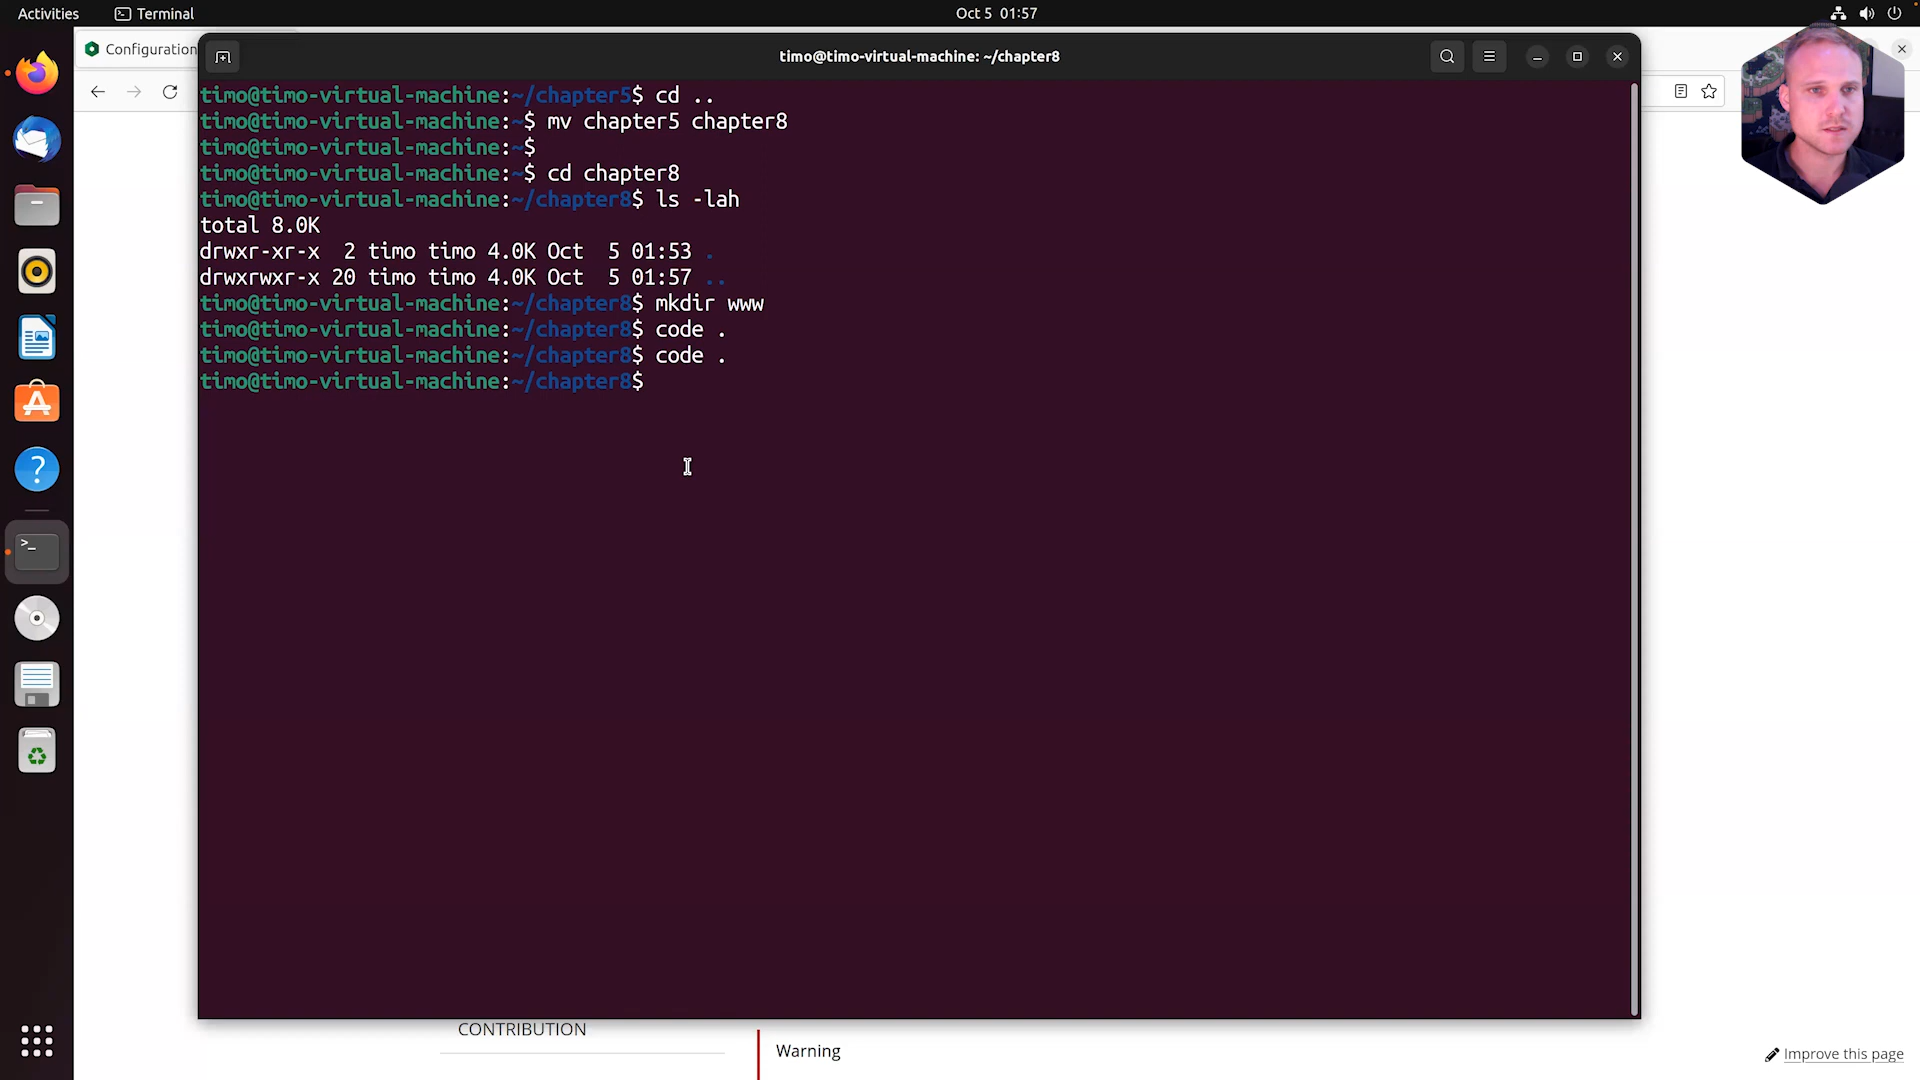 Activities
Terminal
Oct 5 01:57
Configuration
timo@timo-virtual-machine: ~/chapter8
timo@timo-virtual-machine:~/chapter5$ cd ..
timo@timo-virtual-machine:~$ mv chapter5 chapter8
timo@timo-virtual-machine:~$
timo@timo-virtual-machine:~$ cd chapter8
timo@timo-virtual-machine:~/chapter8$ ls -lah
total 8.0K
drwxr-xr-x  2 timo timo 4.0K Oct  5 01:53 .
drwxrwxr-x 20 timo timo 4.0K Oct  5 01:57 ..
timo@timo-virtual-machine:~/chapter8$ mkdir www
timo@timo-virtual-machine:~/chapter8$ code .
timo@timo-virtual-machine:~/chapter8$ code .
timo@timo-virtual-machine:~/chapter8$
CONTRIBUTION
Warning
Improve this page